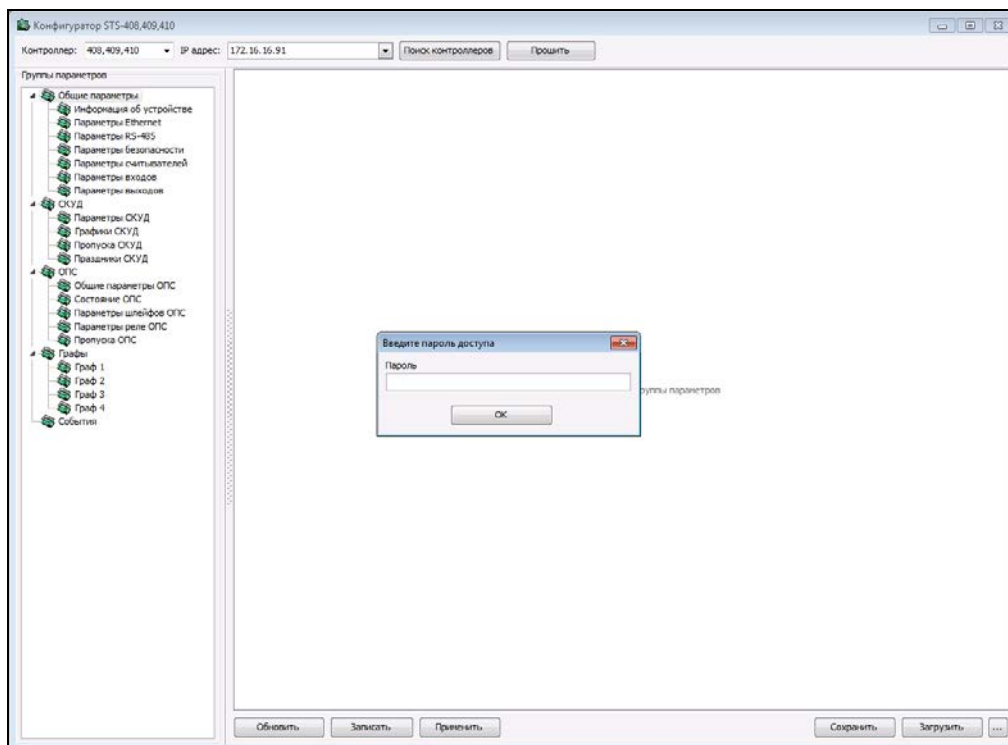 Конфигуратор STS-408,409,410
Контроллер: 408,409,410 IP адрес: 172.16.16.91 Поиск контроллеров Прошить
Группы параметров
Общие параметры
Информация об устройстве
Параметры Ethernet
Параметры RS-485
Параметры безопасности
Параметры считывателей
Параметры входов
Параметры выходов
СКУД
Параметры СКУД
Графики СКУД
Пропуска СКУД
Праздники СКУД
ОПС
Общие параметры ОПС
Состояние ОПС
Параметры шлейфов ОПС
Параметры реле ОПС
Пропуска ОПС
Графы
Граф 1
Граф 2
Граф 3
Граф 4
События
Введите пароль доступа
Пароль
группы параметров
ОК
Обновить Записать Применить Сохранить Загрузить ...